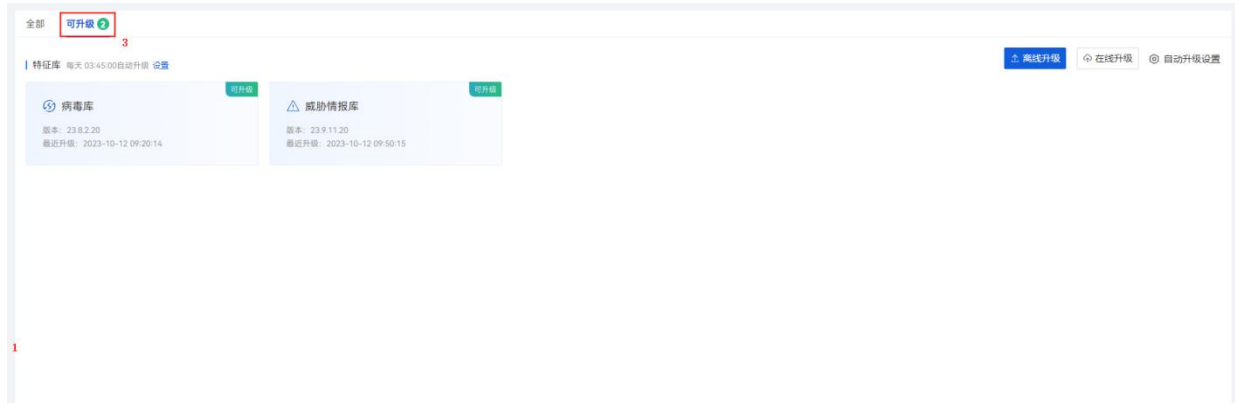 全部 可升级 2
3
特征库 每天 03:45:00自动升级 设置 离线升级 在线升级 自动升级设置
可升级 可升级
病毒库 威胁情报库
版本: 23.8.2.20 版本: 23.9.11.20
最近升级: 2023-10-12 09:20:14 最近升级: 2023-10-12 09:50:15
1